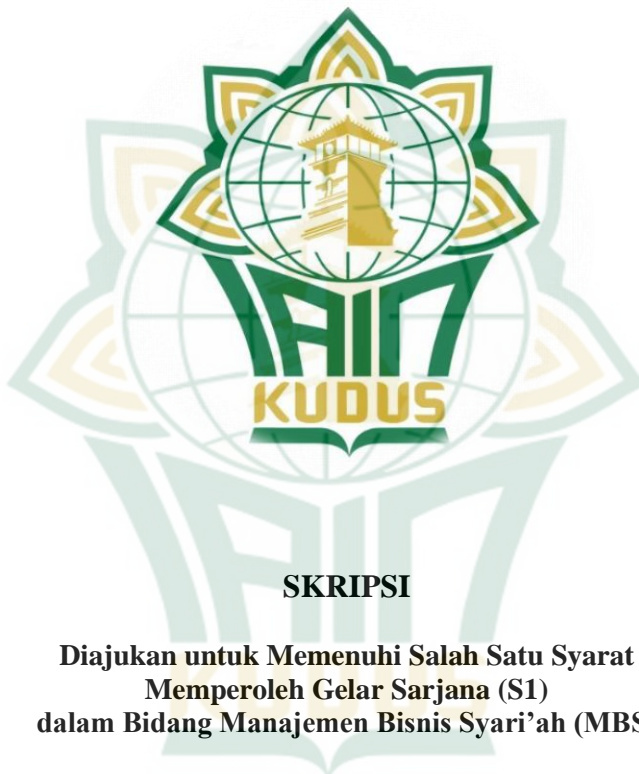 IAIN
KUDUS
SKRIPSI
Diajukan untuk Memenuhi Salah Satu Syarat
Memperoleh Gelar Sarjana (S1)
dalam Bidang Manajemen Bisnis Syari’ah (MBS